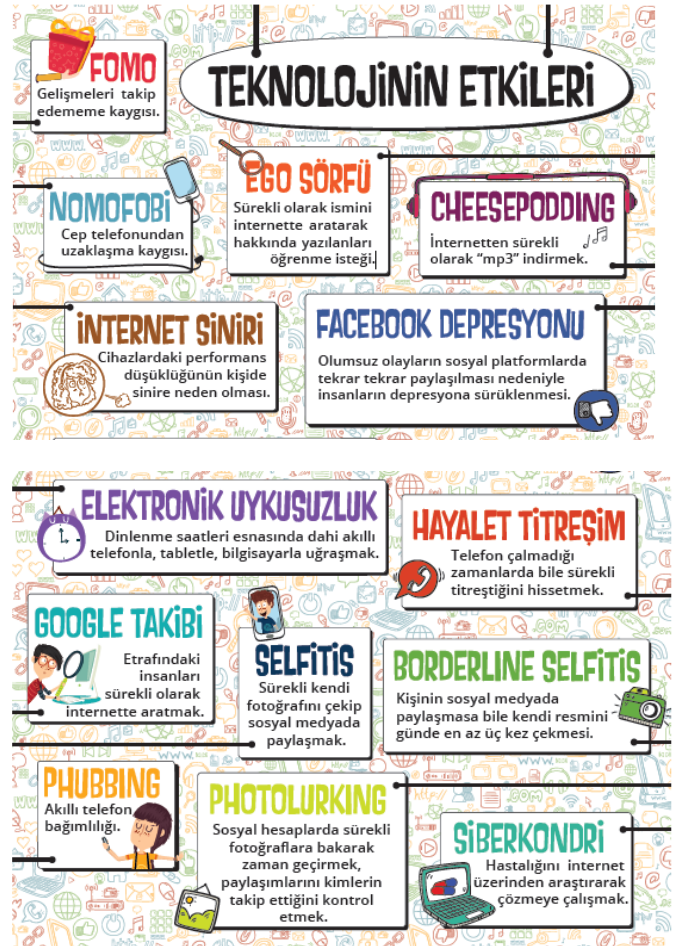 TEKNOLOJİNİN ETKİLERİ
FOMO
Gelişmeleri takip
edememe kaygısı.
NOMOFOBİ
Cep telefonundan
uzaklaşma kaygısı.
EGO SÖRFÜ
Sürekli olarak ismini
internette aratarak
hakkında yazılanları
öğrenme isteği.
CHEESEPODDING
İnternetten sürekli
olarak “mp3” indirmek.
İNTERNET SİNİRİ
Cihazlardaki performans
düşüklüğünün kişide
sinire neden olması.
FACEBOOK DEPRESYONU
Olumsuz olayların sosyal platformlarda
tekrar tekrar paylaşılması nedeniyle
insanların depresyona sürüklenmesi.
ELEKTRONİK UYKUSUZLUK
Dinlenme saatleri esnasında dahi akıllı
telefonla, tabletle, bilgisayarla uğraşmak.
HAYALET TİTREŞİM
Telefon çalmadığı
zamanlarda bile sürekli
titreştiğini hissetmek.
GOOGLE TAKİBİ
Etrafındaki
insanları
sürekli olarak
internette aratmak.
SELFİTİS
Sürekli kendi
fotoğrafını çekip
sosyal medyada
paylaşmak.
BORDERLINE SELFİTİS
Kişinin sosyal medyada
paylaşmasa bile kendi resmini
günde en az üç kez çekmesi.
PHUBBING
Akıllı telefon
bağımlılığı.
PHOTOLURKING
Sosyal hesaplarda sürekli
fotoğraflara bakarak
zaman geçirmek,
paylaşımlarını kimlerin
takip ettiğini kontrol
etmek.
SİBERKONDRİ
Hastalığını internet
üzerinden araştırarak
çözmeye çalışmak.